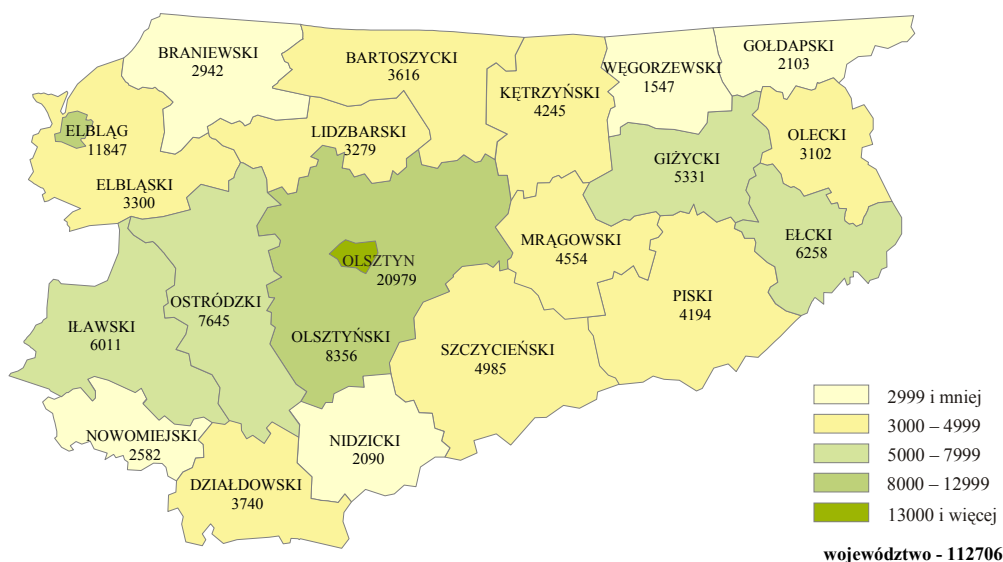 BRANIEWSKI
2942
BARTOSZYCKI
3616
KĘTRZYŃSKI
4245
WĘGORZEWSKI
1547
GOŁDAPSKI
2103
ELBLĄG
11847
LIDZBARSKI
3279
GIŻYCKI
5331
OLECKI
3102
ELBLĄSKI
3300
OLSZTYN
20979
MRĄGOWSKI
4554
EŁCKI
6258
IŁAWSKI
6011
OSTRÓDZKI
7645
OLSZTYŃSKI
8356
SZCZYCIEŃSKI
4985
PISKI
4194
NOWOMIEJSKI
2582
NIDZICKI
2090
DZIAŁDOWSKI
3740
2999 i mniej
3000 – 4999
5000 – 7999
8000 – 12999
13000 i więcej
województwo - 112706